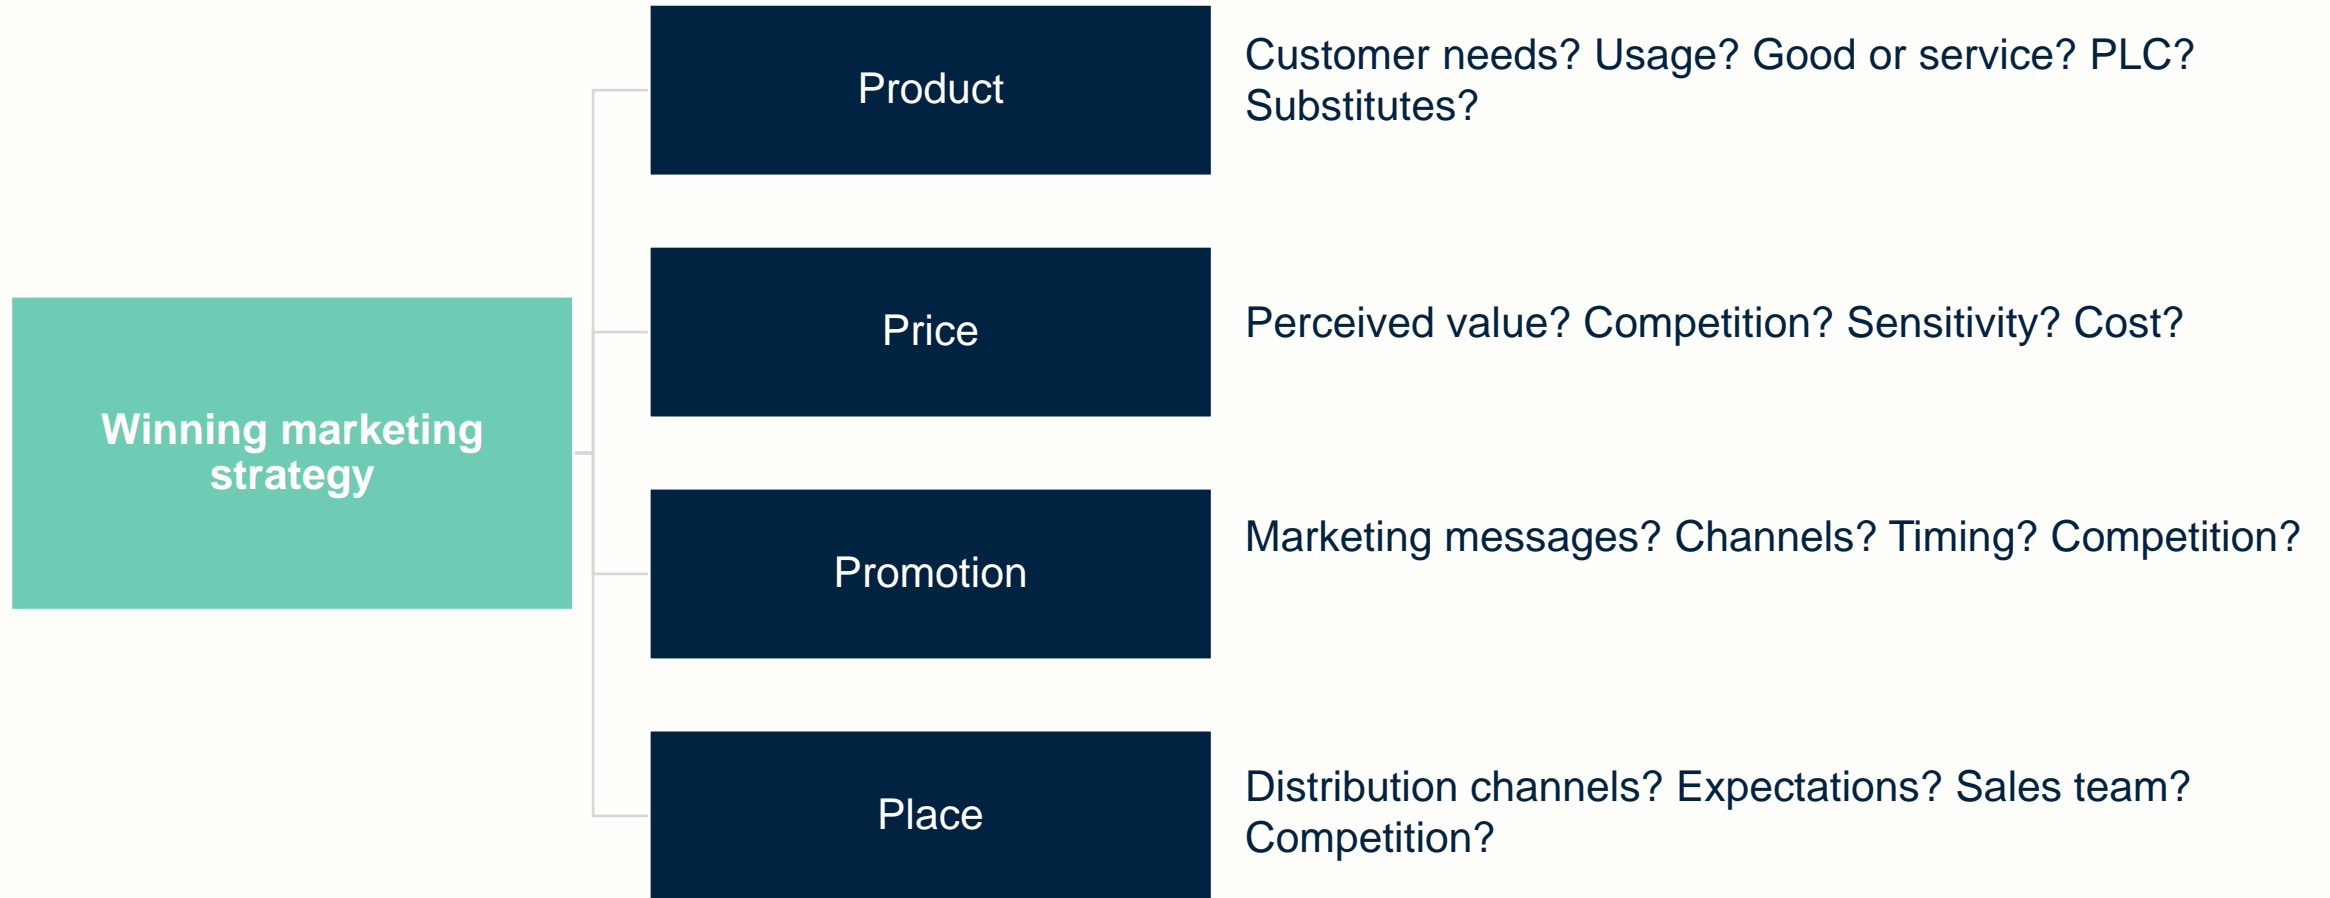 Product
Customer needs? Usage? Good or service? PLC?
Substitutes?
Price
Perceived value? Competition? Sensitivity? Cost?
Winning marketing
strategy
Promotion
Marketing messages? Channels? Timing? Competition?
Place
Distribution channels? Expectations? Sales team?
Competition?